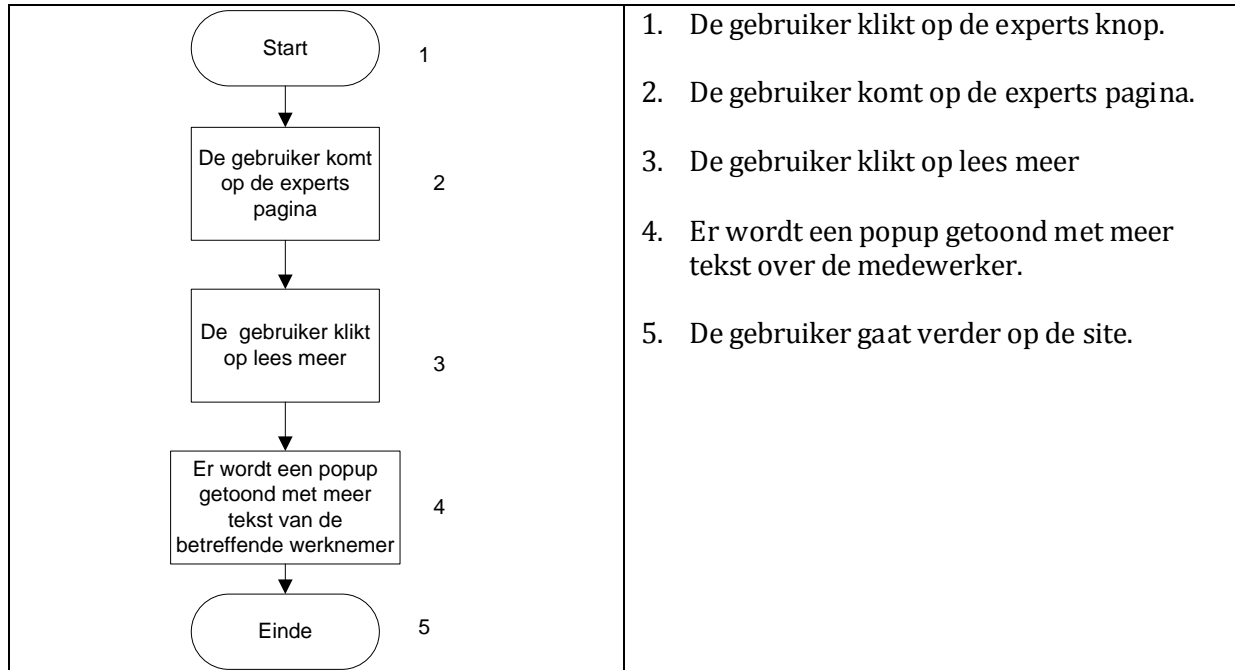 Start
1
De gebruiker komt
op de experts
pagina
2
De gebruiker klikt
op lees meer
3
Er wordt een popup
getoond met meer
tekst van de
betreffende werknemer
4
Einde
5
1. De gebruiker klikt op de experts knop.
2. De gebruiker komt op de experts pagina.
3. De gebruiker klikt op lees meer
4. Er wordt een popup getoond met meer
tekst over de medewerker.
5. De gebruiker gaat verder op de site.